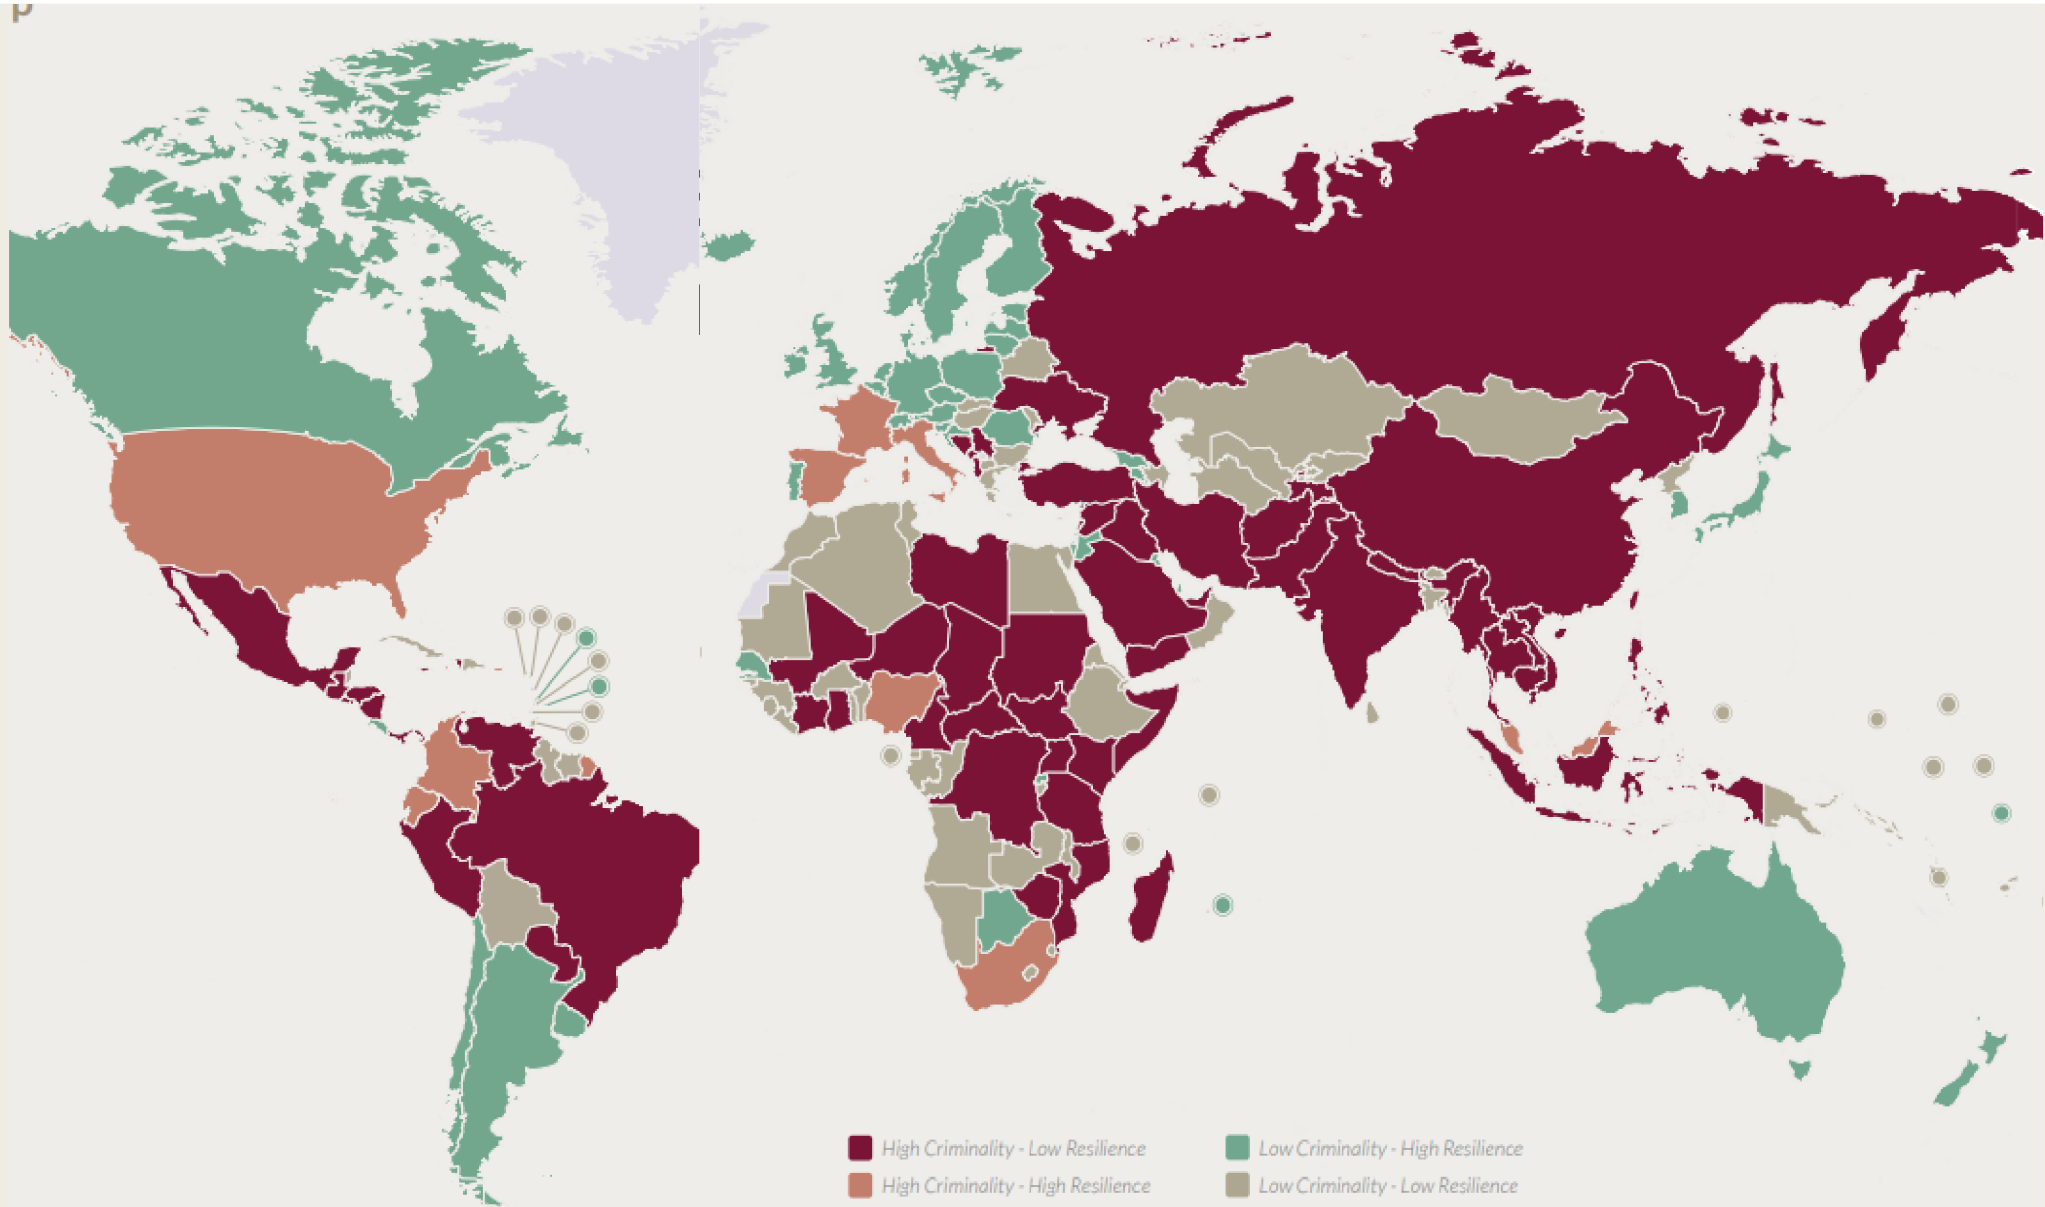 p
High Criminality - Low Resilience
High Criminality - High Resilience
Low Criminality - High Resilience
Low Criminality - Low Resilience